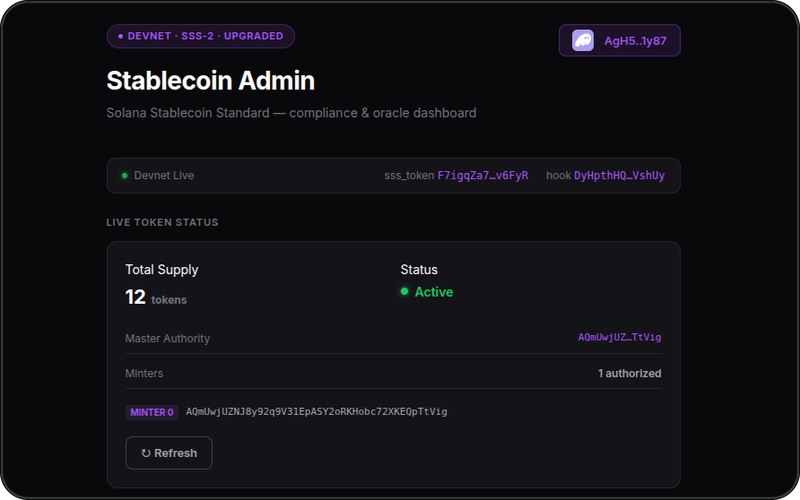 DEVNET · SSS-2 · UPGRADED
AgH5..1y87
Stablecoin Admin
Solana Stablecoin Standard — compliance & oracle dashboard
Devnet Live
sss_token F7igqZa7…v6FyR hook DyHpthHQ…VshUy
LIVE TOKEN STATUS
Total Supply
Status
12 tokens
Active
Master Authority
AQmUwjUZ…TtVig
Minters
1 authorized
MINTER 0 AQmUwjUZNJ8y92q9V31EpASY2oRKHobc72XKEQpTtVig
↻ Refresh